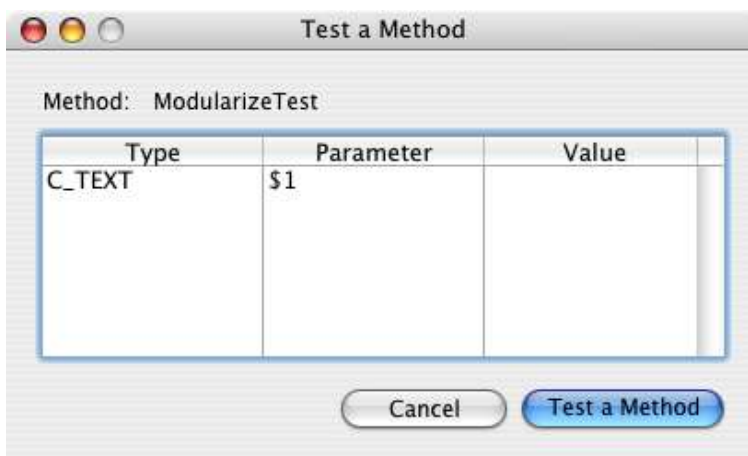 Test a Method
Method: ModularizeTest
Type Parameter Value
C_TEXT $1
Cancel Test a Method